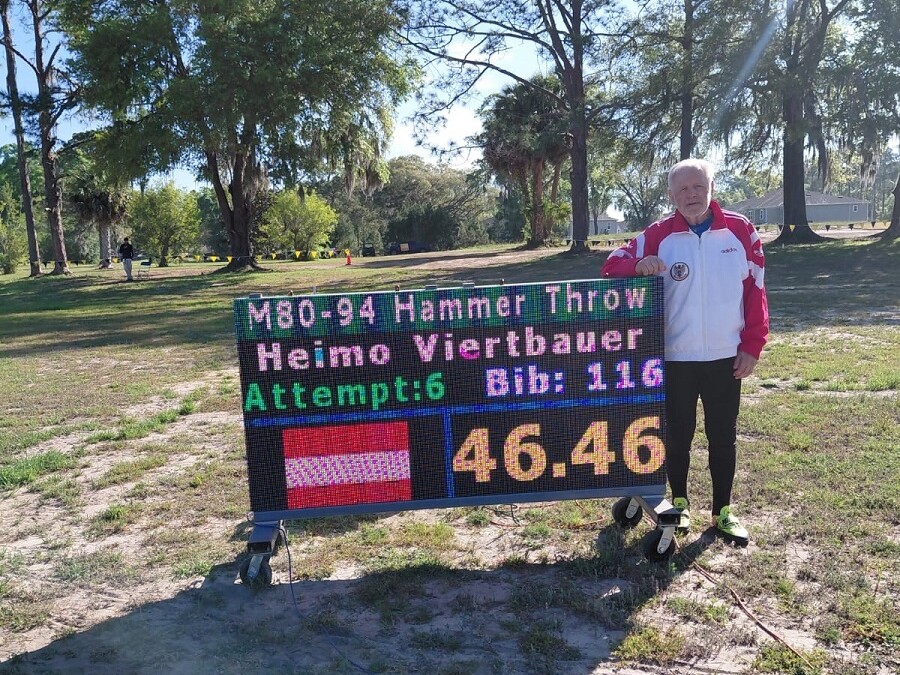 M80-94 Hammer Throw
Heimo Viertbauer
Attempt:6 Bib: 116
46.46